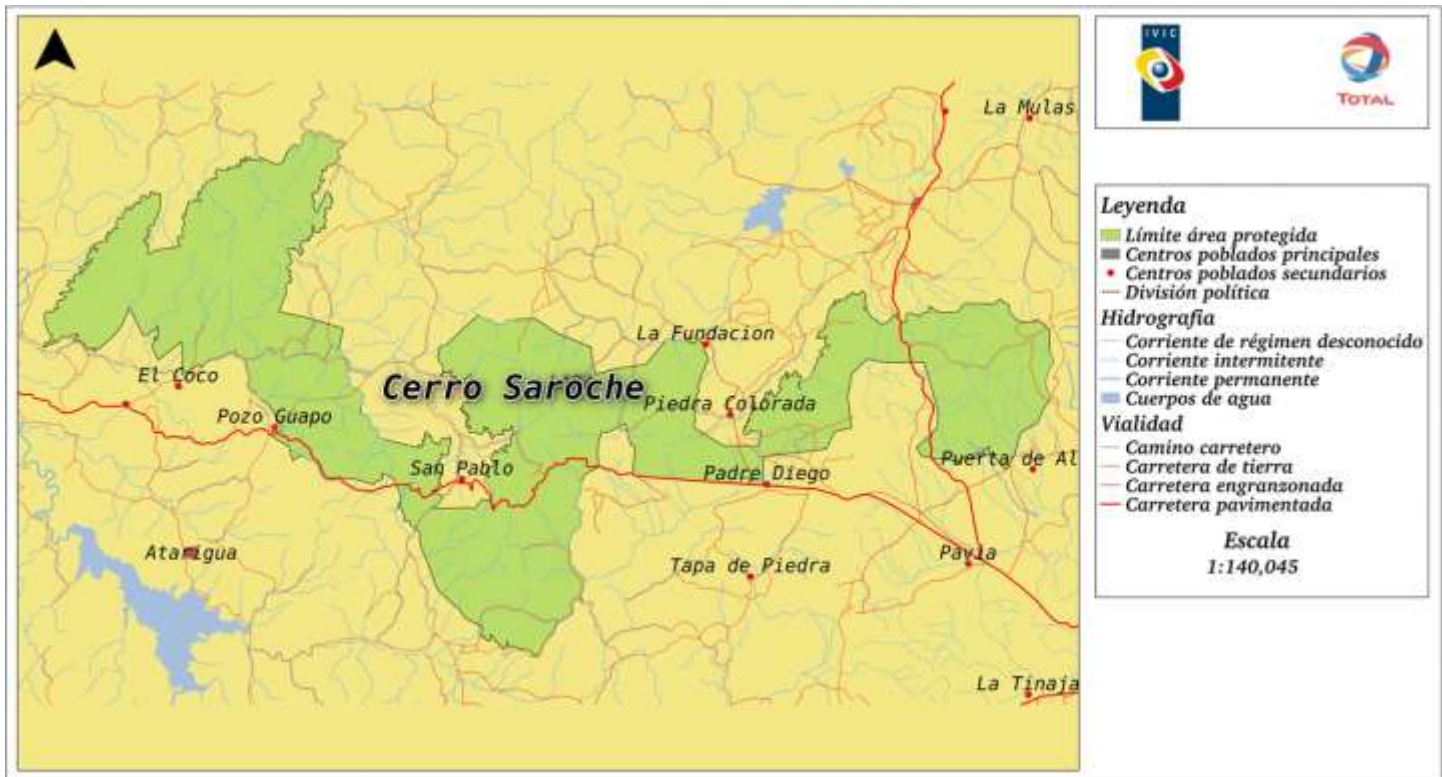 La Mulas
La Fundacion
El Coco
Cerro Saroche
Piedra Colorada
Pozo Guapo
San Pablo
Padre Diego
Puerta de Al
Atarigua
Tapa de Piedra
Pavia
La Tinaja
IVIC
TOTAL
Leyenda
Límite área protegida
Centros poblados principales
Centros poblados secundarios
División política
Hidrografía
Corriente de régimen desconocido
Corriente intermitente
Corriente permanente
Cuerpos de agua
Vialidad
Camino carretero
Carretera de tierra
Carretera engranzonada
Carretera pavimentada
Escala
1:140,045